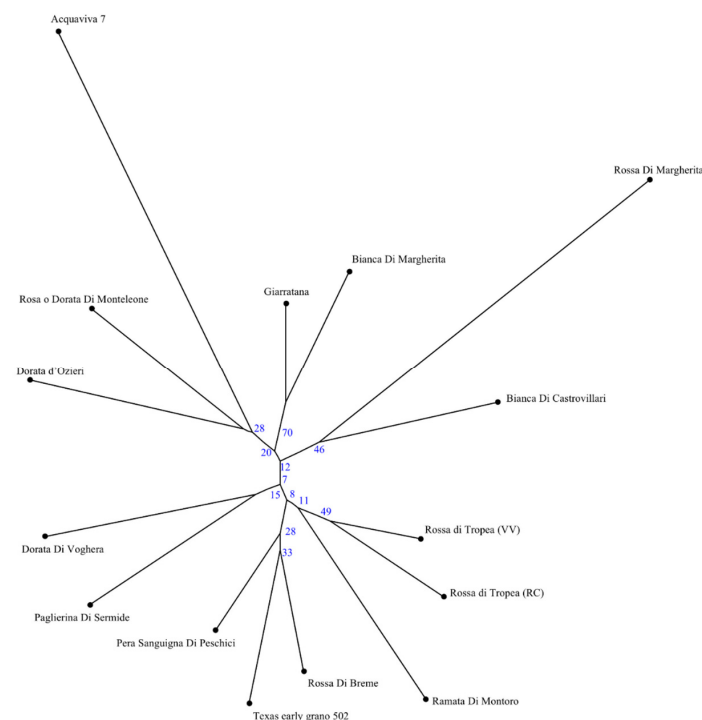 Acquaviva 7
Rossa Di Margherita
Bianca Di Margherita
Giarratana
Rosa o Dorata Di Monteleone
Dorata d'Ozieri
Bianca Di Castrovillari
28
70
20
46
12
7
15
8
11
49
Rossa di Tropea (VV)
28
Dorata Di Voghera
33
Rossa di Tropea (RC)
Paglierina Di Sermide
Pera Sanguigna Di Peschici
Rossa Di Breme
Ramata Di Montoro
Texas early grano 502